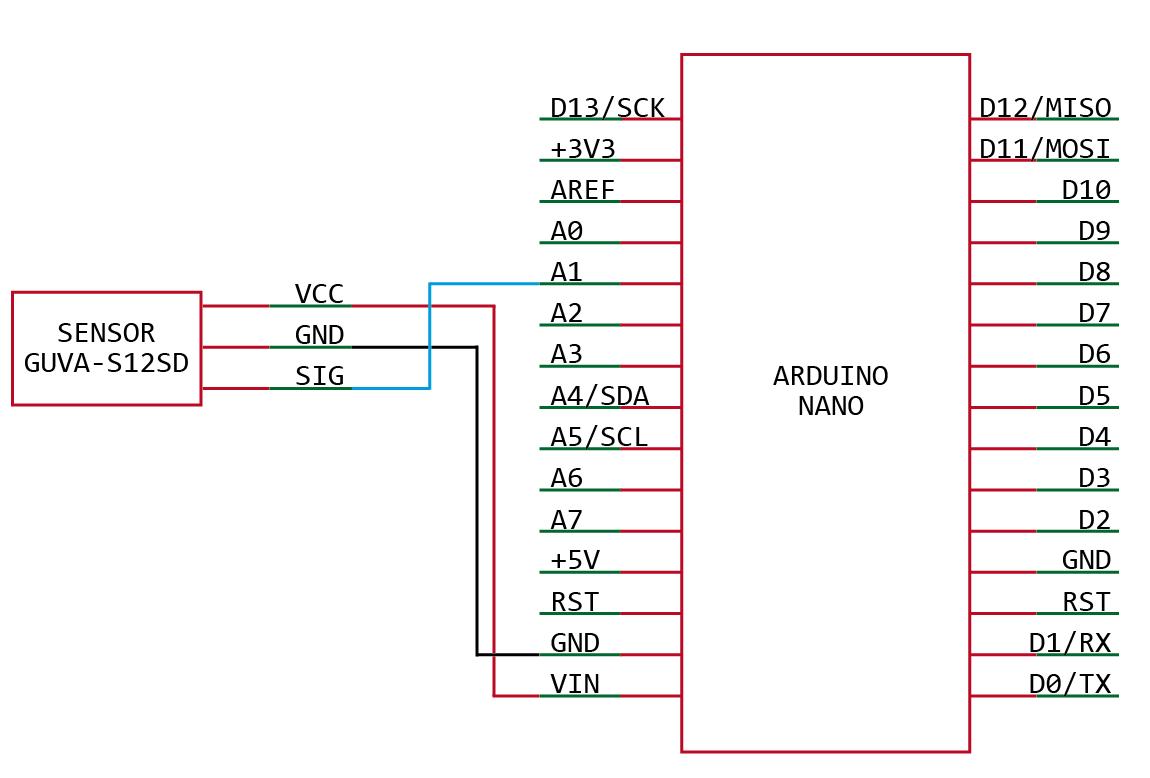 SENSOR
GUVA-S12SD
VCC
GND
SIG
D13/SCK
+3V3
AREF
A0
A1
A2
A3
A4/SDA
A5/SCL
A6
A7
+5V
RST
GND
VIN
ARDUINO
NANO
D12/MISO
D11/MOSI
D10
D9
D8
D7
D6
D5
D4
D3
D2
GND
RST
D1/RX
D0/TX